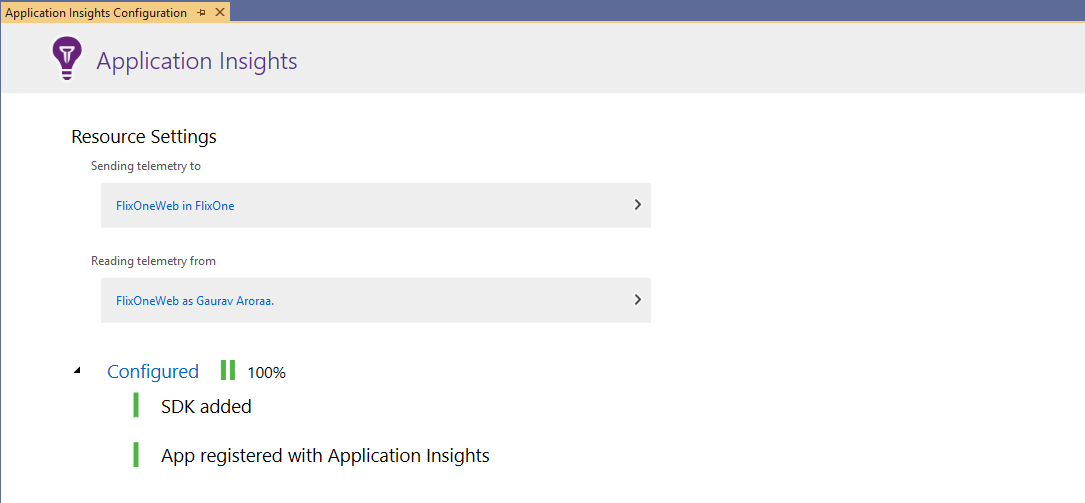 Application Insights Configuration
Application Insights
Resource Settings
Sending telemetry to
FlixOneWeb in FlixOne
Reading telemetry from
FlixOneWeb as Gaurav Aroraa.
Configured 100%
SDK added
App registered with Application Insights